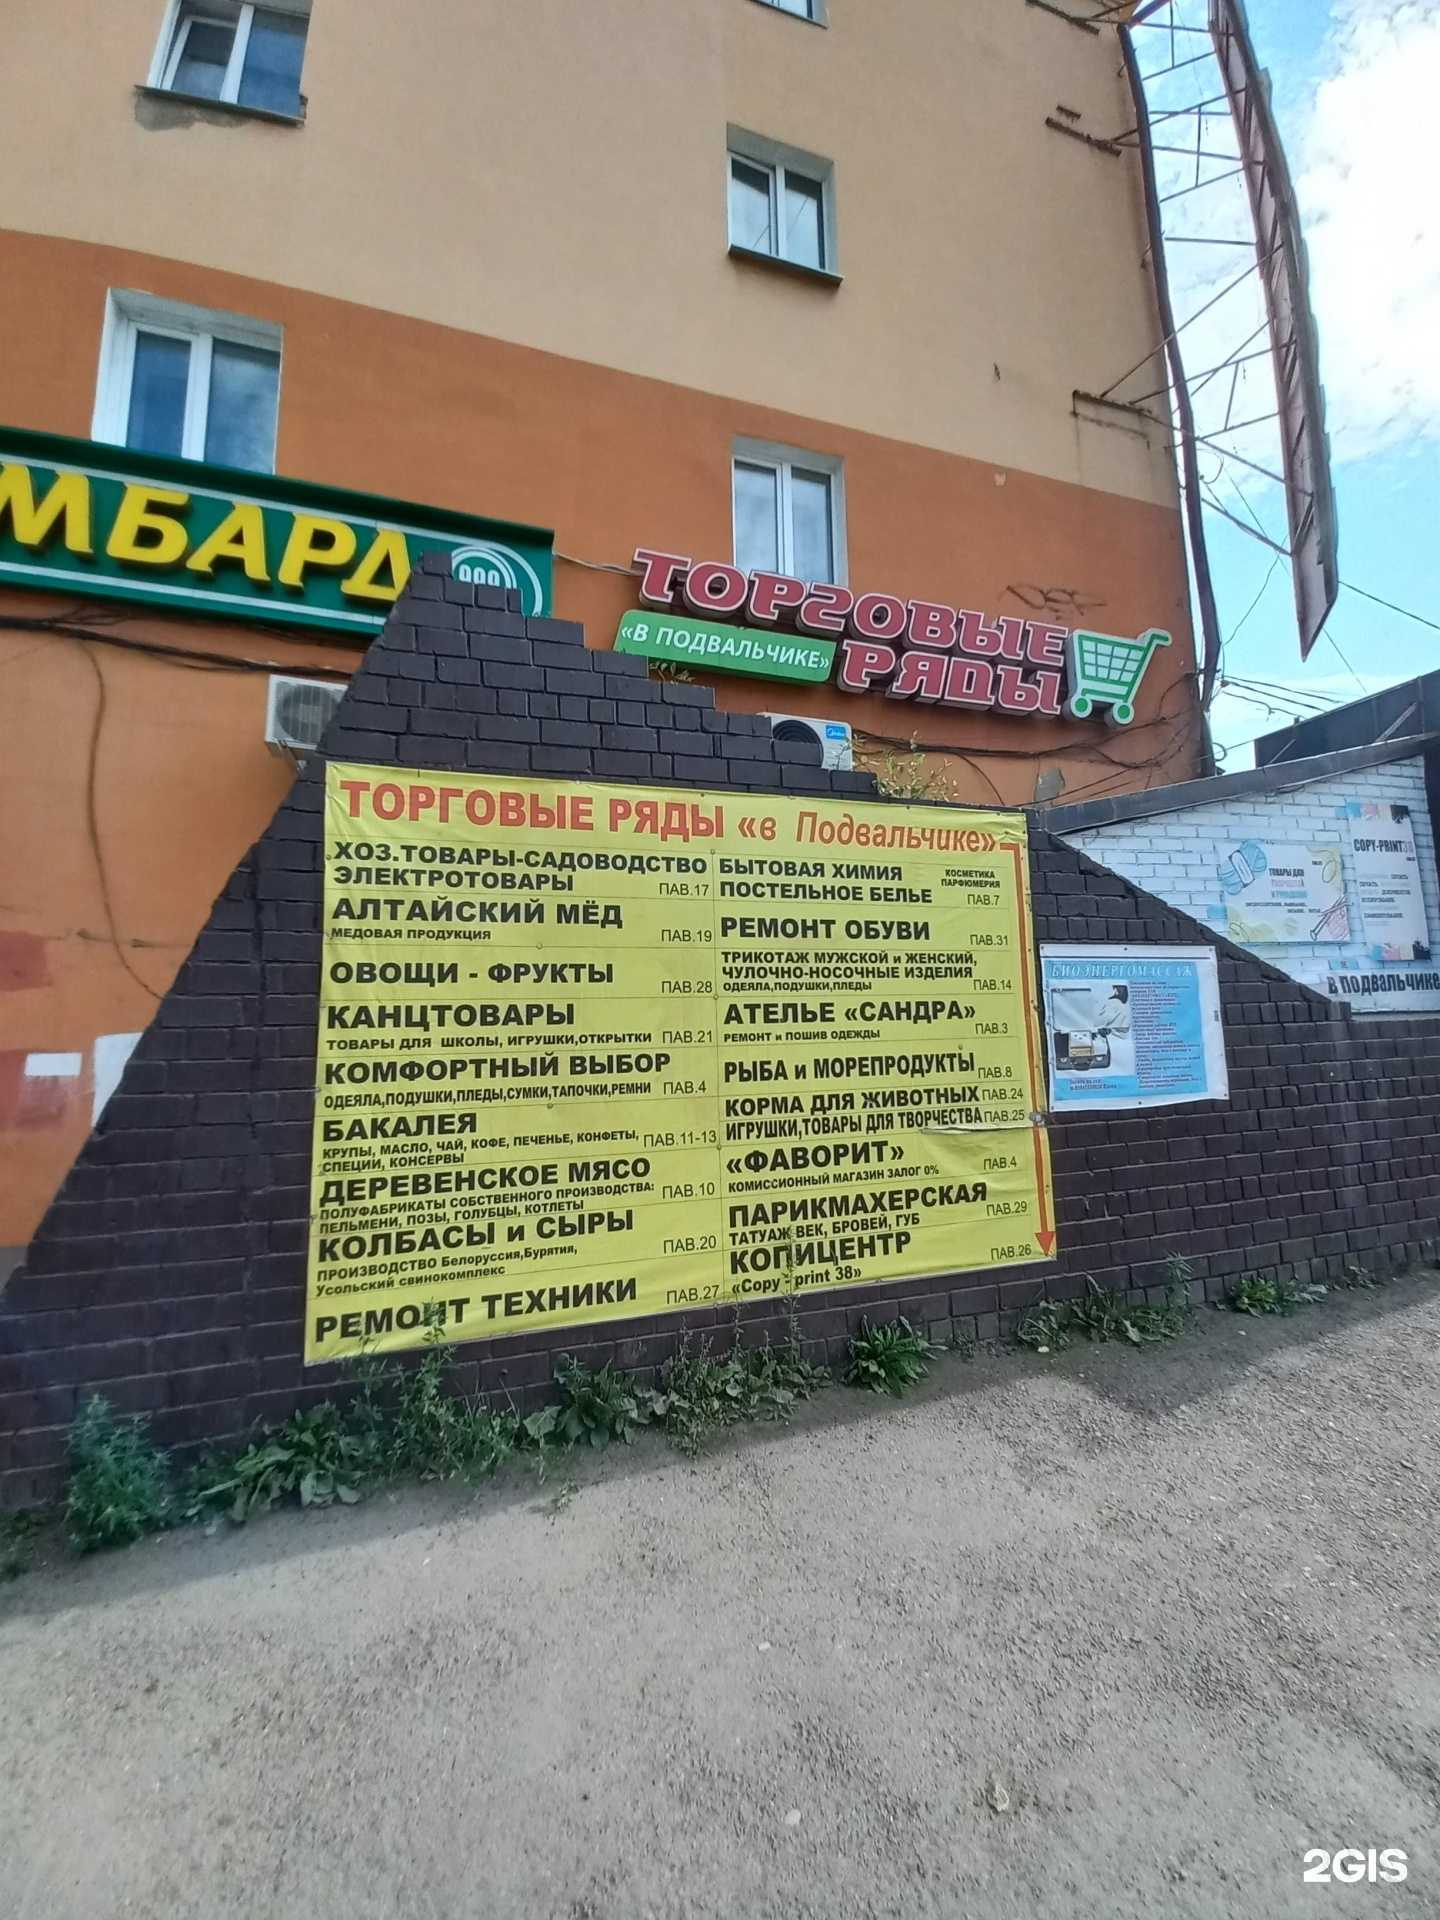 МБАРД
ТОРГОВЫЕ
«В ПОДВАЛЬЧИКЕ»
РЯДЫ
ТОРГОВЫЕ РЯДЫ «в Подвальчике»
ХОЗ.ТОВАРЫ-САДОВОДСТВО
ЭЛЕКТРОТОВАРЫ ПАВ.17
АЛТАЙСКИЙ МЁД
МЕДОВАЯ ПРОДУКЦИЯ ПАВ.19
ОВОЩИ - ФРУКТЫ ПАВ.28
КАНЦТОВАРЫ
ТОВАРЫ ДЛЯ ШКОЛЫ, ИГРУШКИ,ОТКРЫТКИ ПАВ.21
КОМФОРТНЫЙ ВЫБОР
ОДЕЯЛА,ПОДУШКИ,ПЛЕДЫ,СУМКИ,ТАПОЧКИ,РЕМНИ ПАВ.4
БАКАЛЕЯ
КРУПЫ, МАСЛО, ЧАЙ, КОФЕ, ПЕЧЕНЬЕ, КОНФЕТЫ, ПАВ.11-13
СПЕЦИИ, КОНСЕРВЫ
ДЕРЕВЕНСКОЕ МЯСО
ПОЛУФАБРИКАТЫ СОБСТВЕННОГО ПРОИЗВОДСТВА: ПАВ.10
ПЕЛЬМЕНИ, ПОЗЫ, ГОЛУБЦЫ, КОТЛЕТЫ
КОЛБАСЫ и СЫРЫ
ПРОИЗВОДСТВО Белоруссия,Бурятия, ПАВ.20
Усольский свинокомплекс
РЕМОНТ ТЕХНИКИ ПАВ.27
БЫТОВАЯ ХИМИЯ КОСМЕТИКА
ПАРФЮМЕРИЯ
ПОСТЕЛЬНОЕ БЕЛЬЕ ПАВ.7
РЕМОНТ ОБУВИ ПАВ.31
ТРИКОТАЖ МУЖСКОЙ и ЖЕНСКИЙ,
ЧУЛОЧНО-НОСОЧНЫЕ ИЗДЕЛИЯ
ОДЕЯЛА,ПОДУШКИ,ПЛЕДЫ ПАВ.14
АТЕЛЬЕ «САНДРА»
РЕМОНТ и ПОШИВ ОДЕЖДЫ ПАВ.3
РЫБА и МОРЕПРОДУКТЫ ПАВ.8
КОРМА ДЛЯ ЖИВОТНЫХ ПАВ.24
ИГРУШКИ,ТОВАРЫ ДЛЯ ТВОРЧЕСТВА ПАВ.25
«ФАВОРИТ» ПАВ.4
КОМИССИОННЫЙ МАГАЗИН ЗАЛОГ 0%
ПАРИКМАХЕРСКАЯ
ТАТУАЖ ВЕК, БРОВЕЙ, ГУБ ПАВ.29
КОПИЦЕНТР ПАВ.26
«Copy - print 38»
БИОЭНЕРГОМАССАЖ
ТОВАРЫ ДЛЯ
ТВОРЧЕСТВА
И РУКОДЕЛИЯ
COPY-PRINT38
В ПОДВАЛЬЧИКЕ
Midea
2GIS